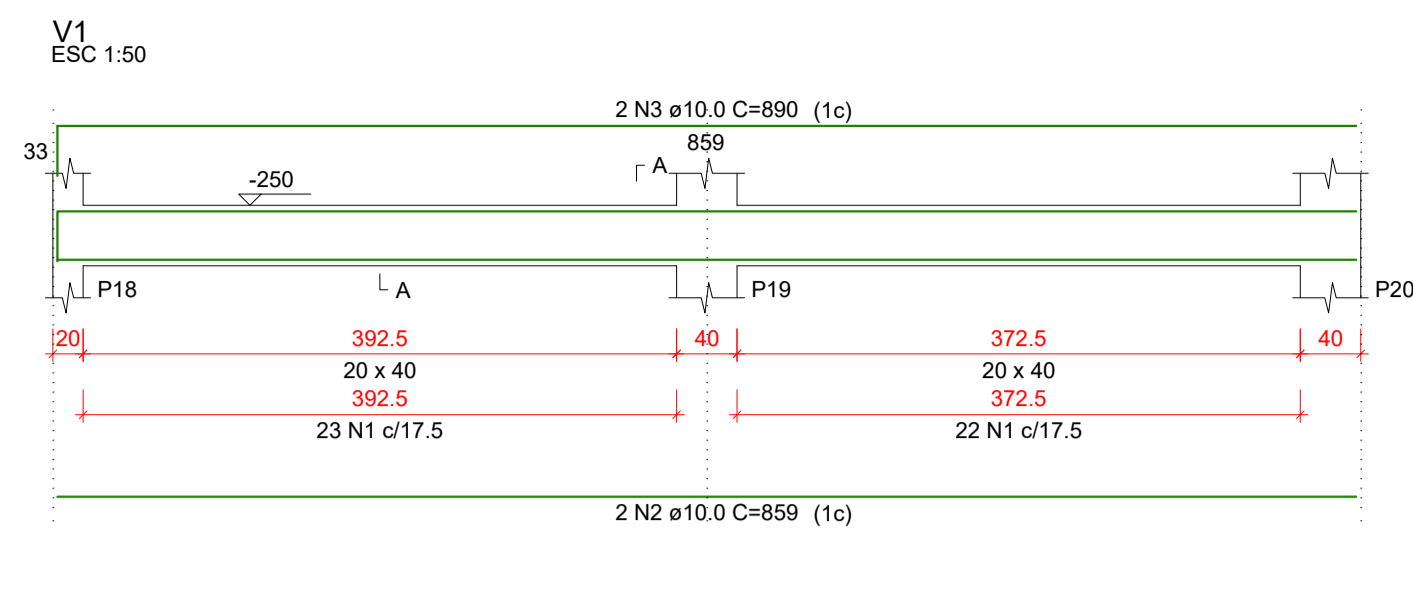 V1
ESC 1:50
2 N3 ø10.0 C=890 (1c)
859
33
A
-250
P18
A
P19
P20
20
392.5
40
372.5
40
20 x 40
20 x 40
392.5
372.5
23 N1 c/17.5
22 N1 c/17.5
2 N2 ø10.0 C=859 (1c)